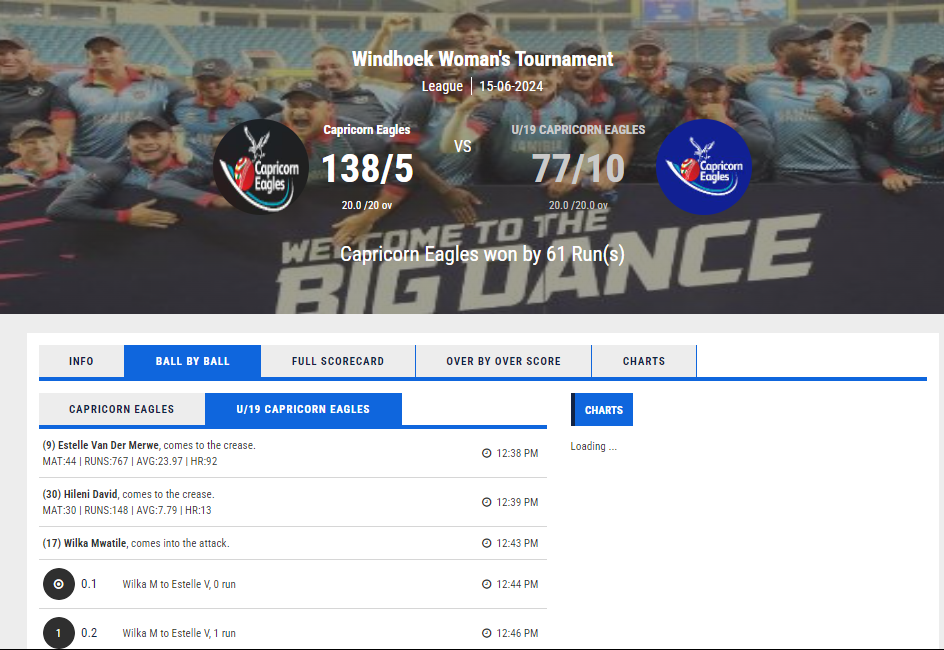 Windhoek Woman's Tournament
League | 15-06-2024
Capricorn Eagles
138/5
20.0 /20 ov
VS
U/19 CAPRICORN EAGLES
77/10
20.0 /20.0 ov
Capricorn Eagles
Capricorn Eagles
Capricorn Eagles won by 61 Run(s)
WELCOME TO THE
BIG DANCE
INFO BALL BY BALL FULL SCORECARD OVER BY OVER SCORE CHARTS
CAPRICORN EAGLES U/19 CAPRICORN EAGLES
CHARTS
Loading ...
(9) Estelle Van Der Merwe, comes to the crease.
MAT:44 | RUNS:767 | AVG:23.97 | HR:92
12:38 PM
(30) Hileni David, comes to the crease.
MAT:30 | RUNS:148 | AVG:7.79 | HR:13
12:39 PM
(17) Wilka Mwatile, comes into the attack. 12:43 PM
0.1 Wilka M to Estelle V, 0 run 12:44 PM
1 0.2 Wilka M to Estelle V, 1 run 12:46 PM